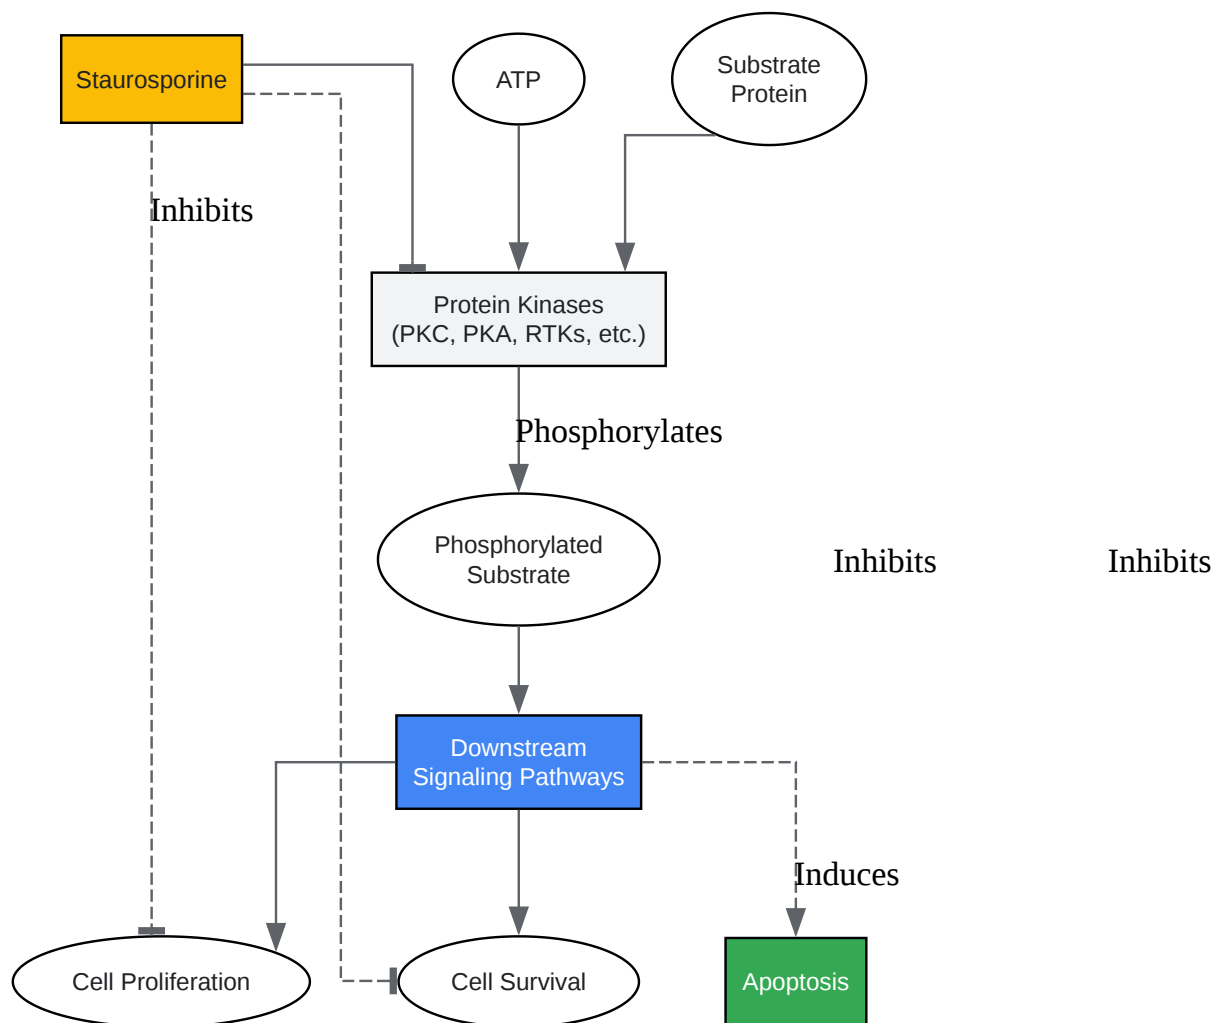 Staurosporine
ATP
Substrate
Protein
Inhibits
Protein Kinases
(PKC, PKA, RTKs, etc.)
Phosphorylates
Phosphorylated
Substrate
Inhibits
Inhibits
Downstream
Signaling Pathways
Induces
Cell Proliferation
Cell Survival
Apoptosis